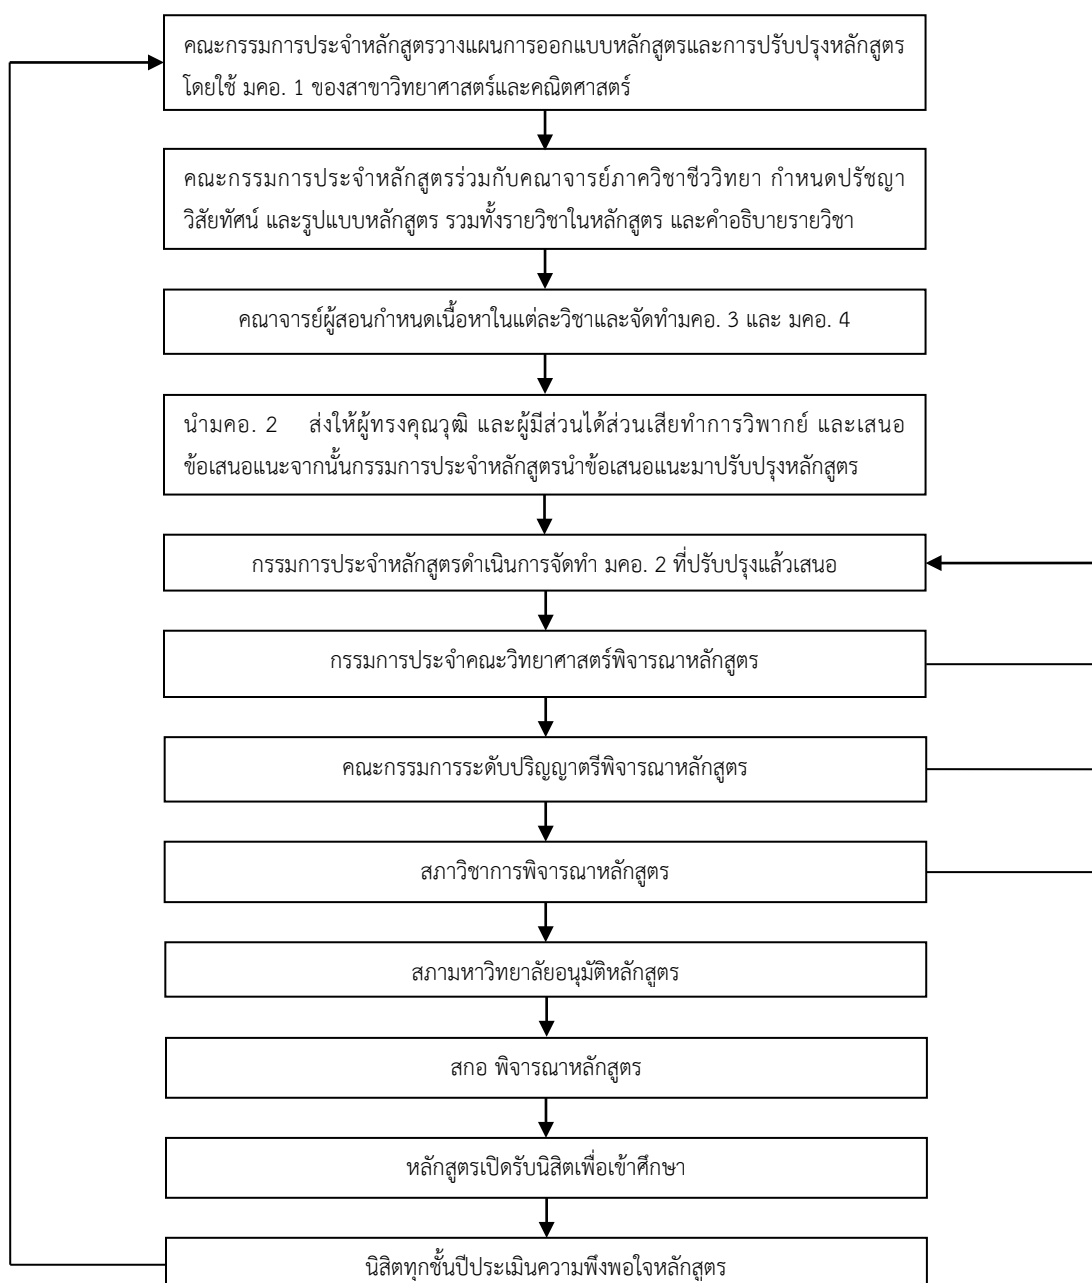 คณะกรรมการประจำหลักสูตรวางแผนการออกแบบหลักสูตรและการปรับปรุงหลักสูตร
โดยใช้ มคอ. 1 ของสาขาวิทยาศาสตร์และคณิตศาสตร์
คณะกรรมการประจำหลักสูตรร่วมกับคณาจารย์ภาควิชาชีววิทยา กำหนดปรัชญา
วิสัยทัศน์ และรูปแบบหลักสูตร รวมทั้งรายวิชาในหลักสูตร และคำอธิบายรายวิชา
คณาจารย์ผู้สอนกำหนดเนื้อหาในแต่ละวิชาและจัดทำมคอ. 3 และ มคอ. 4
นำมคอ. 2 ส่งให้ผู้ทรงคุณวุฒิ และผู้มีส่วนได้ส่วนเสียทำการวิพากย์ และเสนอ
ข้อเสนอแนะจากนั้นกรรมการประจำหลักสูตรนำข้อเสนอแนะมาปรับปรุงหลักสูตร
กรรมการประจำหลักสูตรดำเนินการจัดทำ มคอ. 2 ที่ปรับปรุงแล้วเสนอ
กรรมการประจำคณะวิทยาศาสตร์พิจารณาหลักสูตร
คณะกรรมการระดับปริญญาตรีพิจารณาหลักสูตร
สภาวิชาการพิจารณาหลักสูตร
สภามหาวิทยาลัยอนุมัติหลักสูตร
สกอ พิจารณาหลักสูตร
หลักสูตรเปิดรับนิสิตเพื่อเข้าศึกษา
นิสิตทุกชั้นปีประเมินความพึงพอใจหลักสูตร